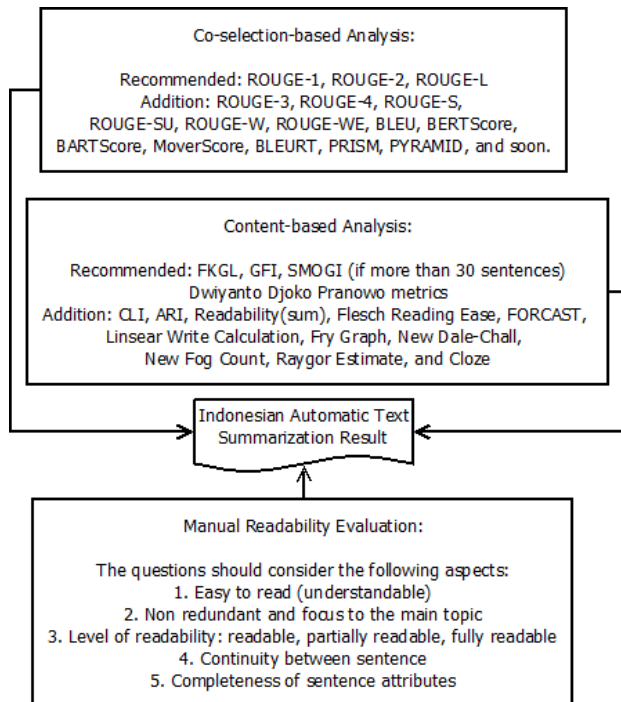 Co-selection-based Analysis:
Recommended: ROUGE-1, ROUGE-2, ROUGE-L
Addition: ROUGE-3, ROUGE-4, ROUGE-S,
ROUGE-SU, ROUGE-W, ROUGE-WE, BLEU, BERTScore,
BARTScore, MoverScore, BLEURT, PRISM, PYRAMID, and soon.
Content-based Analysis:
Recommended: FKGL, GFI, SMOGI (if more than 30 sentences)
Dwiyanto Djoko Pranowo metrics
Addition: CLI, ARI, Readability(sum), Flesch Reading Ease, FORCAST,
Linsear Write Calculation, Fry Graph, New Dale-Chall,
New Fog Count, Raygor Estimate, and Cloze
Indonesian Automatic Text
Summarization Result
Manual Readability Evaluation:
The questions should consider the following aspects:
1. Easy to read (understandable)
2. Non redundant and focus to the main topic
3. Level of readability: readable, partially readable, fully readable
4. Continuity between sentence
5. Completeness of sentence attributes